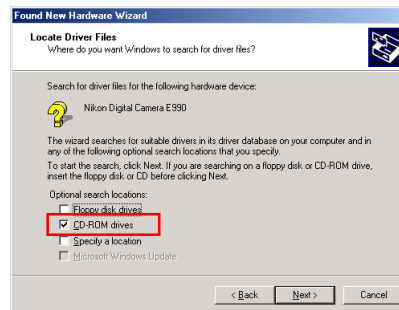 Found New Hardware Wizard
Locate Driver Files
Where do you want Windows to search for driver files?
Search for driver files for the following hardware device:
Nikon Digital Camera E990
The wizard searches for suitable drivers in its driver database on your computer and in
any of the following optional search locations that you specify.
To start the search, click Next. If you are searching on a floppy disk or CD-ROM drive,
insert the floppy disk or CD before clicking Next.
Optional search locations:
Floppy disk drives
CD-ROM drives
Specify a location
Microsoft Windows Update
< Back Next > Cancel